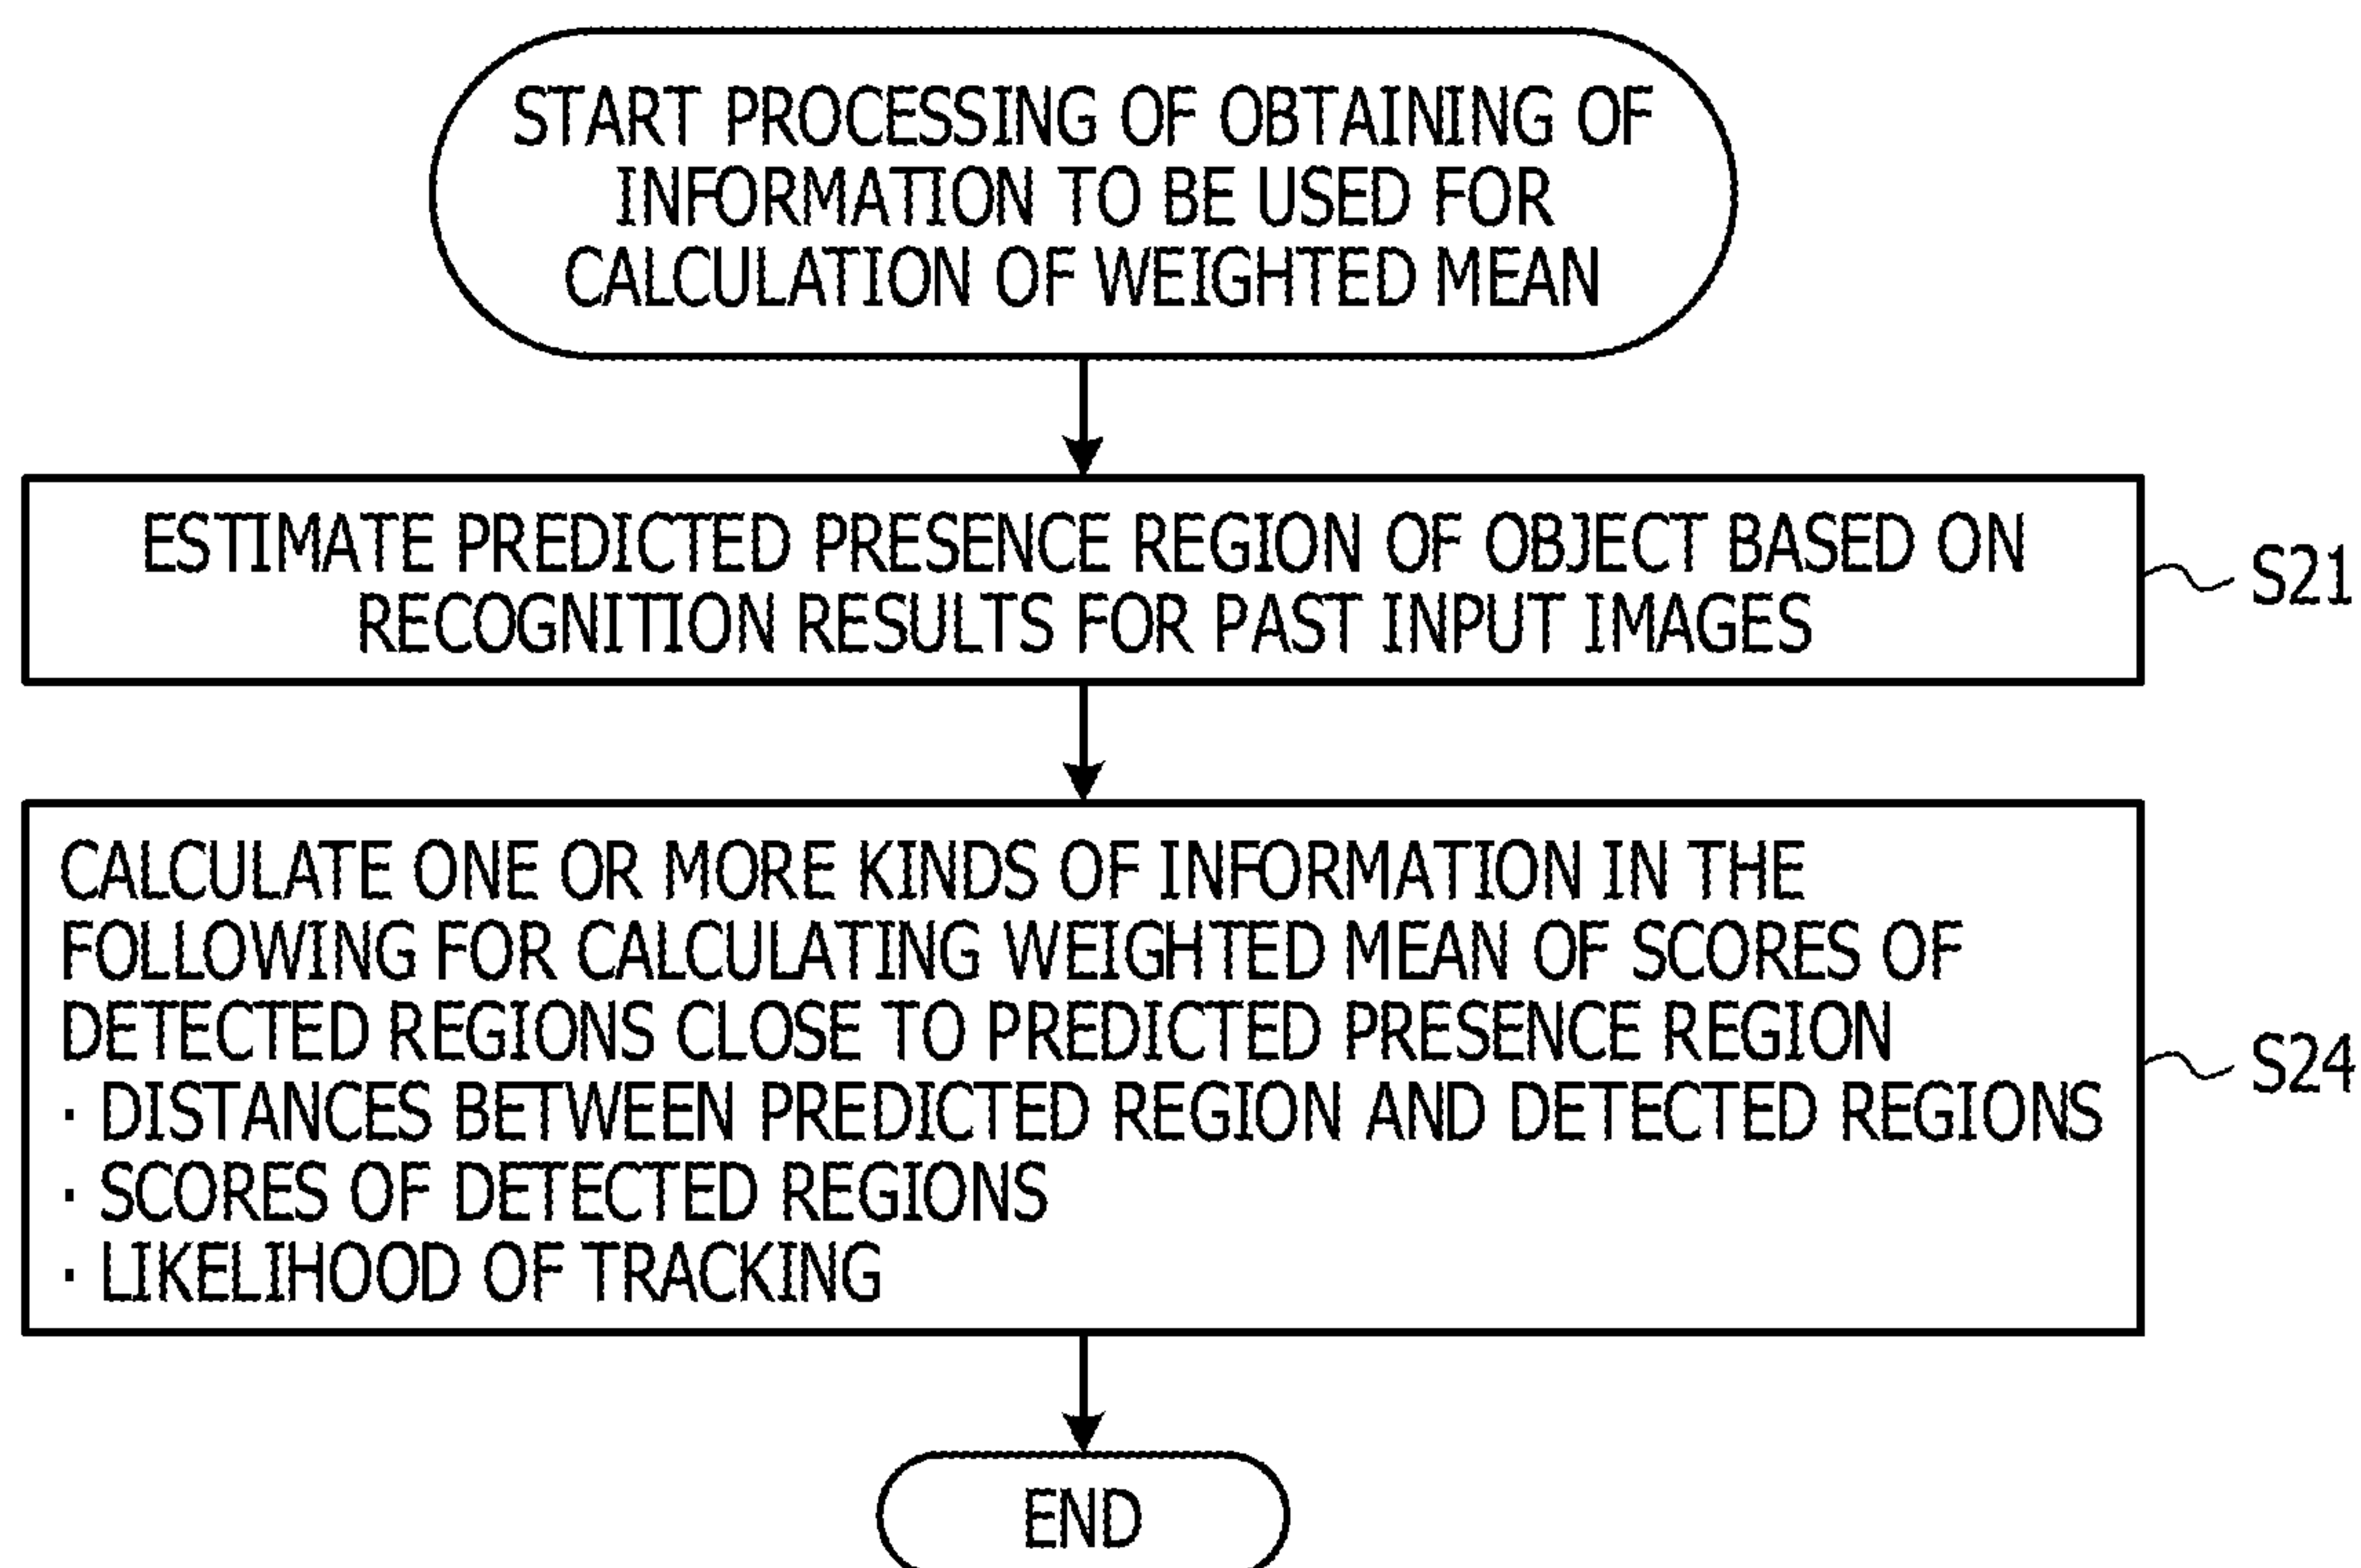 START PROCESSING OF OBTAINING OF
INFORMATION TO BE USED FOR
CALCULATION OF WEIGHTED MEAN
ESTIMATE PREDICTED PRESENCE REGION OF OBJECT BASED ON
RECOGNITION RESULTS FOR PAST INPUT IMAGES
S21
CALCULATE ONE OR MORE KINDS OF INFORMATION IN THE
FOLLOWING FOR CALCULATING WEIGHTED MEAN OF SCORES OF
DETECTED REGIONS CLOSE TO PREDICTED PRESENCE REGION
· DISTANCES BETWEEN PREDICTED REGION AND DETECTED REGIONS
· SCORES OF DETECTED REGIONS
· LIKELIHOOD OF TRACKING
S24
END